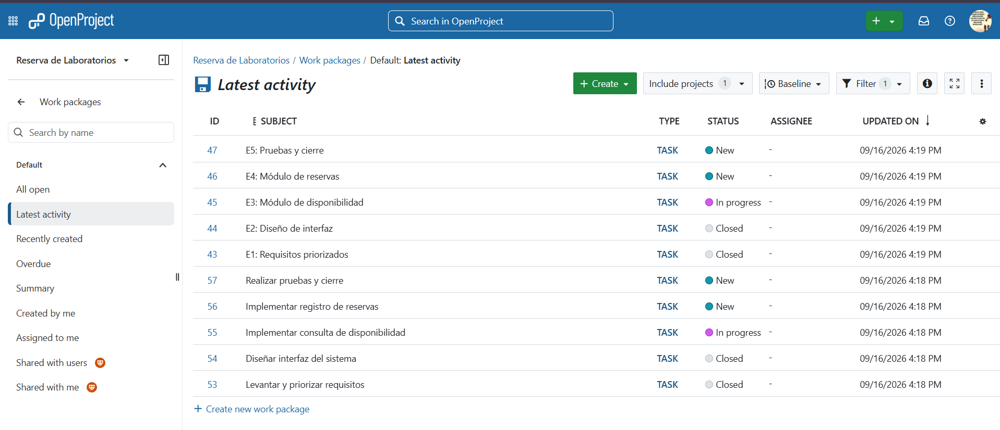 OpenProject
Search in OpenProject
Reserva de Laboratorios
Work packages
Search by name
Default
All open
Latest activity
Recently created
Overdue
Summary
Created by me
Assigned to me
Shared with users
Shared with me
Reserva de Laboratorios / Work packages / Default: Latest activity
Latest activity
+ Create
Include projects 1
Baseline
Filter 1
ID SUBJECT TYPE STATUS ASSIGNEE UPDATED ON
47 E5: Pruebas y cierre TASK New - 09/16/2026 4:19 PM
46 E4: Módulo de reservas TASK New - 09/16/2026 4:19 PM
45 E3: Módulo de disponibilidad TASK In progress - 09/16/2026 4:19 PM
44 E2: Diseño de interfaz TASK Closed - 09/16/2026 4:19 PM
43 E1: Requisitos priorizados TASK Closed - 09/16/2026 4:19 PM
57 Realizar pruebas y cierre TASK New - 09/16/2026 4:18 PM
56 Implementar registro de reservas TASK New - 09/16/2026 4:18 PM
55 Implementar consulta de disponibilidad TASK In progress - 09/16/2026 4:18 PM
54 Diseñar interfaz del sistema TASK Closed - 09/16/2026 4:18 PM
53 Levantar y priorizar requisitos TASK Closed - 09/16/2026 4:18 PM
+ Create new work package